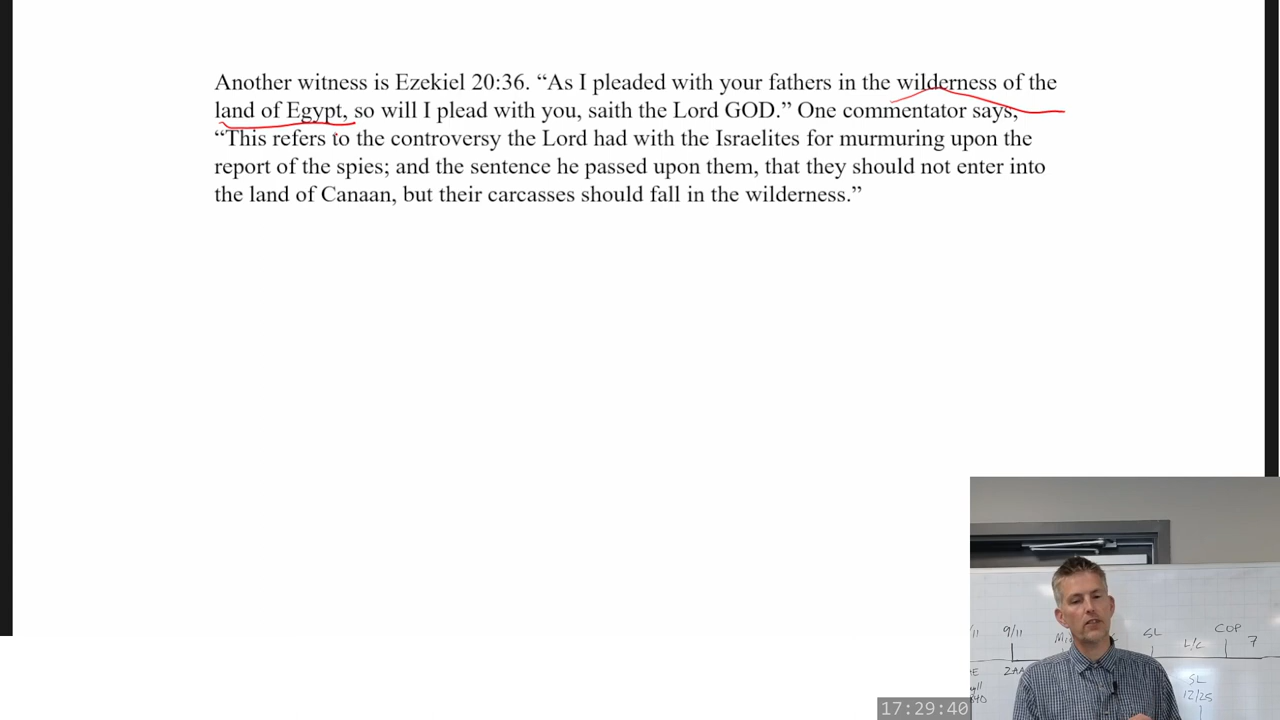 Another witness is Ezekiel 20:36. “As I pleaded with your fathers in the wilderness of the
land of Egypt, so will I plead with you, saith the Lord GOD.” One commentator says,
“This refers to the controversy the Lord had with the Israelites for murmuring upon the
report of the spies; and the sentence he passed upon them, that they should not enter into
the land of Canaan, but their carcasses should fall in the wilderness.”
/11 9/11 SL COP
L/C 7
SL
12/25
17:29:40